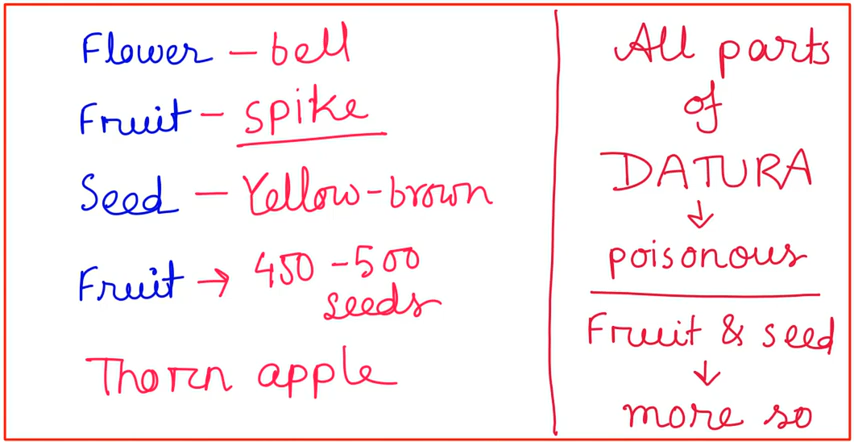 Flower – bell
Fruit – spike
Seed – Yellow-brown
Fruit → 450 – 500
seeds
Thorn apple
All parts
of
DATURA
↓
poisonous
Fruit & seed
↓
more so